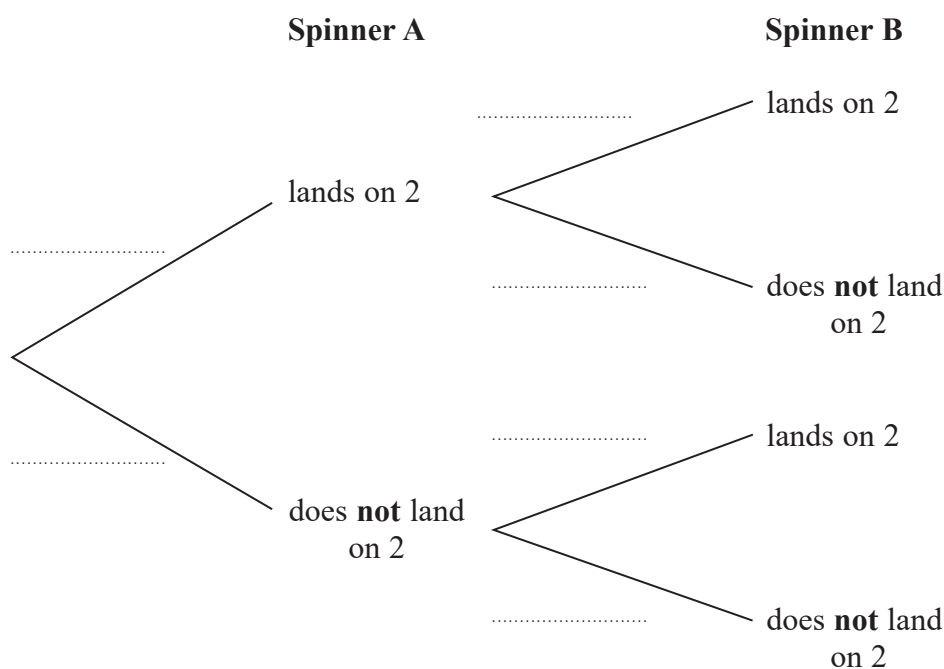 Spinner A
Spinner B
lands on 2
lands on 2
does not land
on 2
lands on 2
does not land
on 2
does not land
on 2